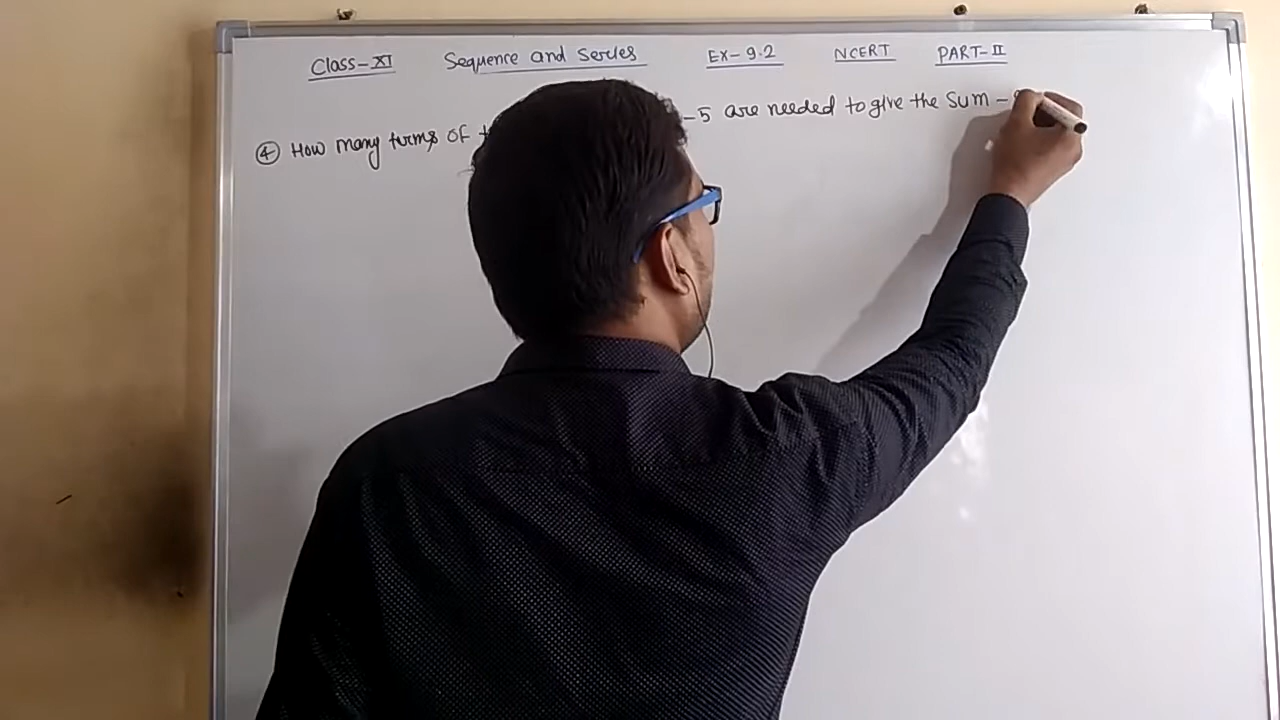 Class-XI Sequence and Series Ex-9.2 NCERT PART-II
④ How many terms of -5 are needed to give the sum -